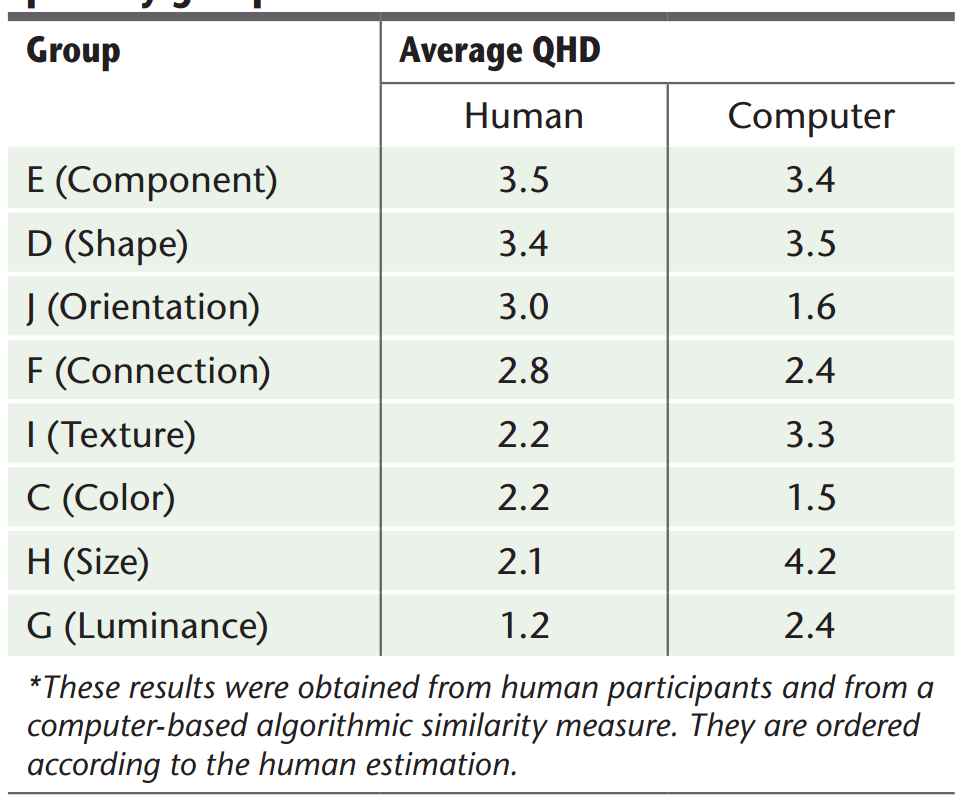 Group Average QHD
Human Computer
E (Component) 3.5 3.4
D (Shape) 3.4 3.5
J (Orientation) 3.0 1.6
F (Connection) 2.8 2.4
I (Texture) 2.2 3.3
C (Color) 2.2 1.5
H (Size) 2.1 4.2
G (Luminance) 1.2 2.4
*These results were obtained from human participants and from a
computer-based algorithmic similarity measure. They are ordered
according to the human estimation.